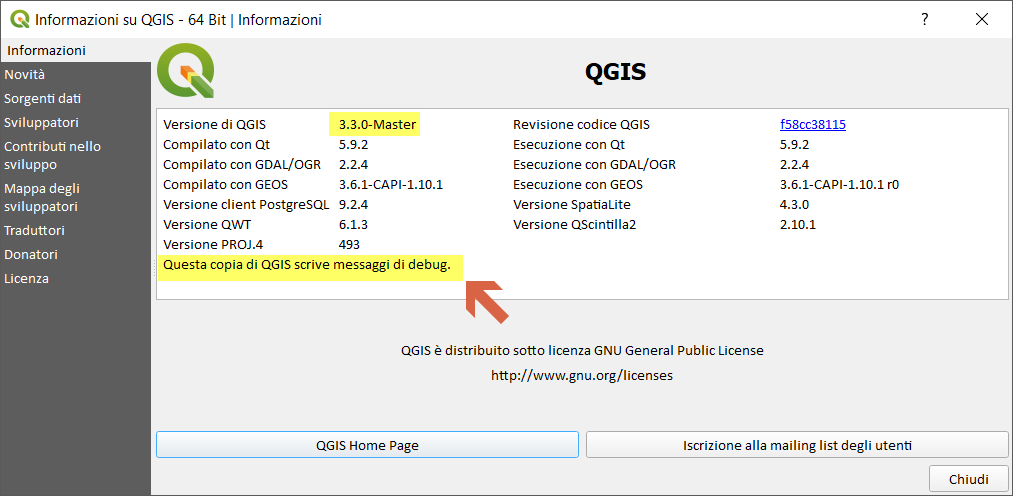 Informazioni su QGIS - 64 Bit | Informazioni
?
Informazioni
Novità
Sorgenti dati
Sviluppatori
Contributi nello
sviluppo
Mappa degli
sviluppatori
Traduttori
Donatori
Licenza
QGIS
Versione di QGIS 3.3.0-Master Revisione codice QGIS f58cc38115
Compilato con Qt 5.9.2 Esecuzione con Qt 5.9.2
Compilato con GDAL/OGR 2.2.4 Esecuzione con GDAL/OGR 2.2.4
Compilato con GEOS 3.6.1-CAPI-1.10.1 Esecuzione con GEOS 3.6.1-CAPI-1.10.1 r0
Versione client PostgreSQL 9.2.4 Versione SpatiaLite 4.3.0
Versione QWT 6.1.3 Versione QScintilla2 2.10.1
Versione PROJ.4 493
Questa copia di QGIS scrive messaggi di debug.
QGIS è distribuito sotto licenza GNU General Public License
http://www.gnu.org/licenses
QGIS Home Page Iscrizione alla mailing list degli utenti
Chiudi